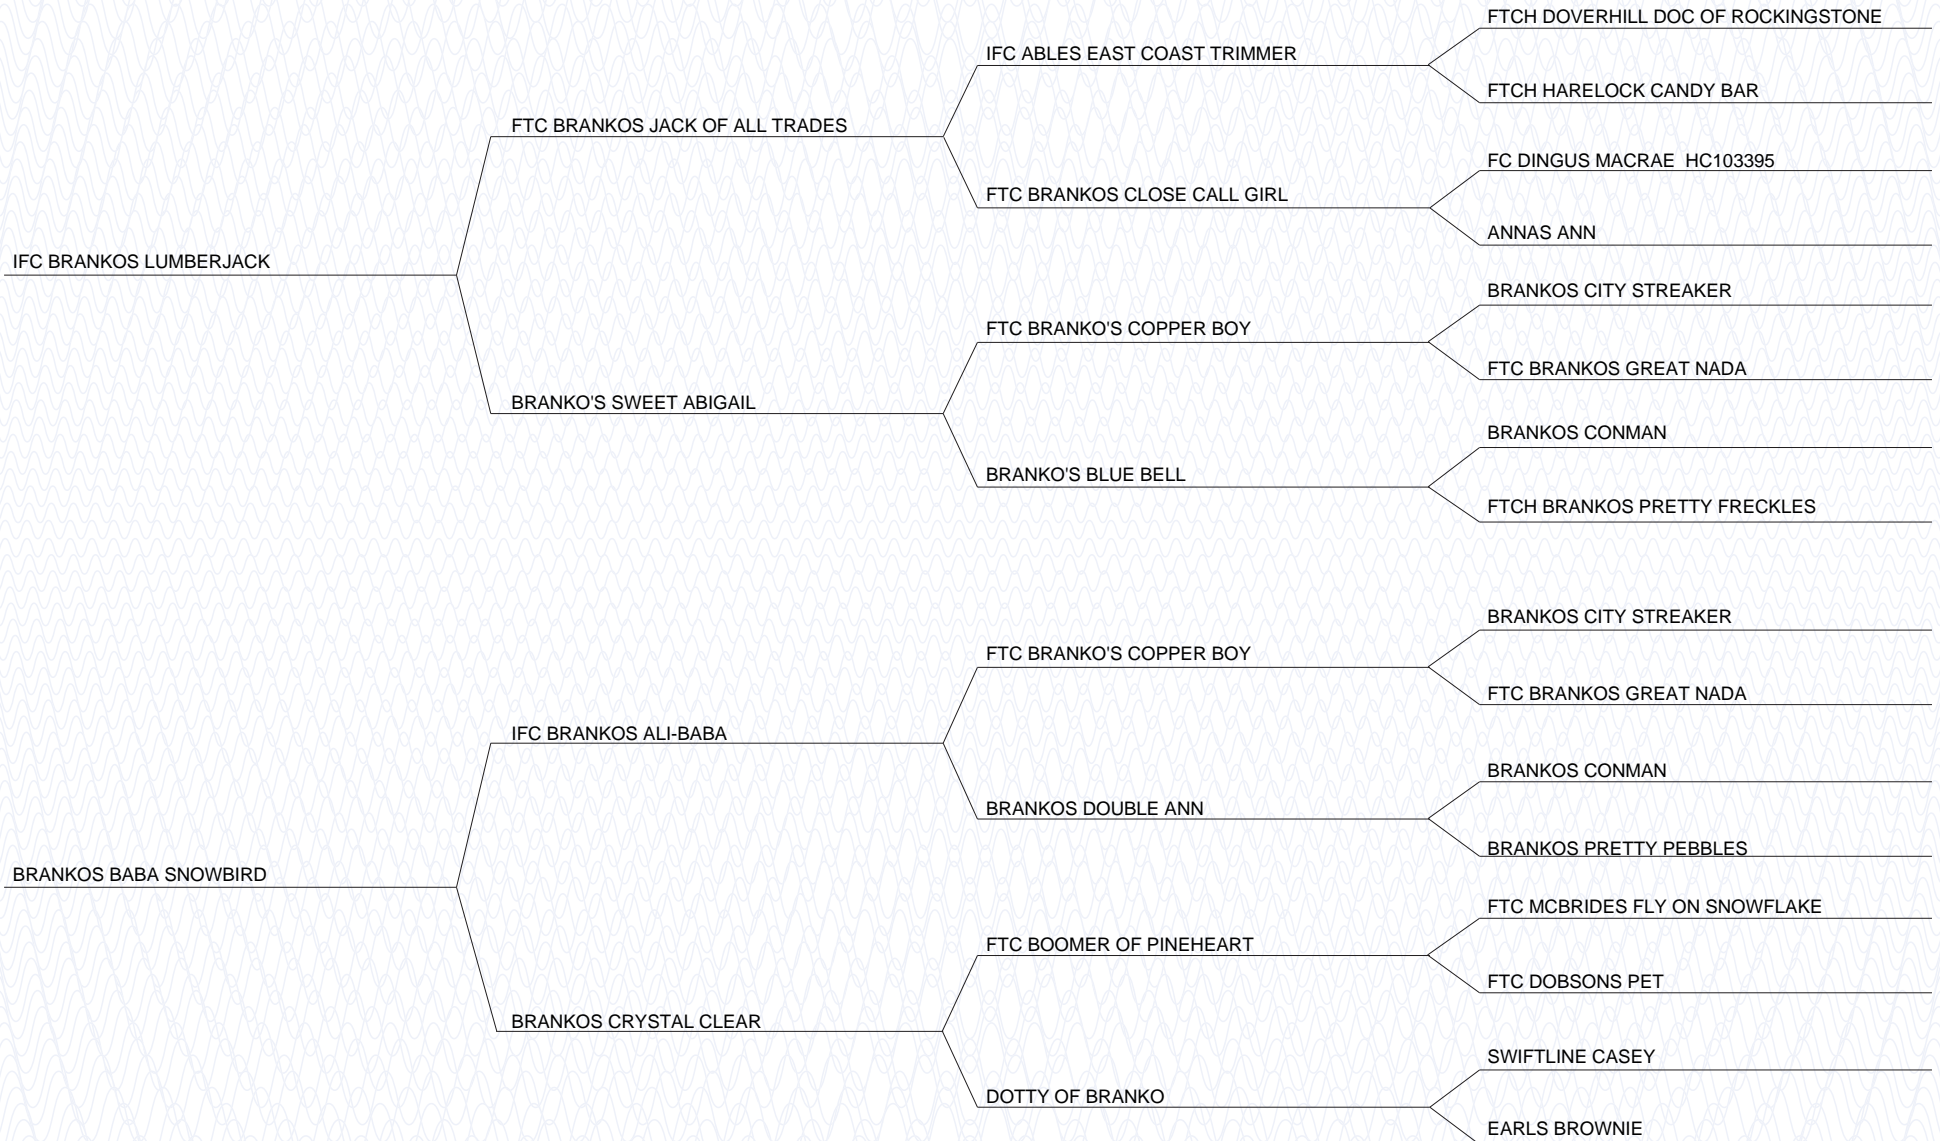 FTCH DOVERHILL DOC OF ROCKINGSTONE
IFC ABLES EAST COAST TRIMMER
FTCH HARELOCK CANDY BAR
FTC BRANKOS JACK OF ALL TRADES
FC DINGUS MACRAE  HC103395
FTC BRANKOS CLOSE CALL GIRL
ANNAS ANN
IFC BRANKOS LUMBERJACK
BRANKOS CITY STREAKER
FTC BRANKO'S COPPER BOY
FTC BRANKOS GREAT NADA
BRANKO'S SWEET ABIGAIL
BRANKOS CONMAN
BRANKO'S BLUE BELL
FTCH BRANKOS PRETTY FRECKLES
BRANKOS CITY STREAKER
FTC BRANKO'S COPPER BOY
FTC BRANKOS GREAT NADA
IFC BRANKOS ALI-BABA
BRANKOS CONMAN
BRANKOS DOUBLE ANN
BRANKOS PRETTY PEBBLES
BRANKOS BABA SNOWBIRD
FTC MCBRIDES FLY ON SNOWFLAKE
FTC BOOMER OF PINEHEART
FTC DOBSONS PET
BRANKOS CRYSTAL CLEAR
SWIFTLINE CASEY
DOTTY OF BRANKO
EARLS BROWNIE